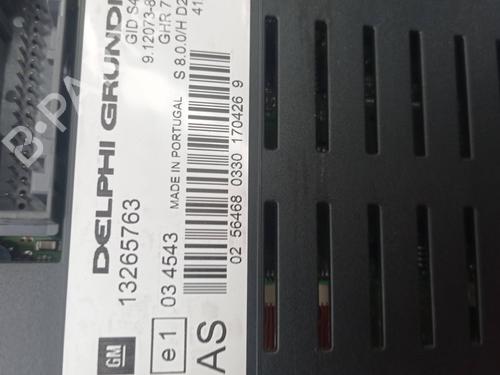 DELPHI GRUNDI
GID S4
13265763
9.12073-8
GHR 7
41
GM
e 1
03 4543
MADE IN PORTUGAL
S 8.0.0/H D2
AS
02 56468 0330 170426 9
B-PA